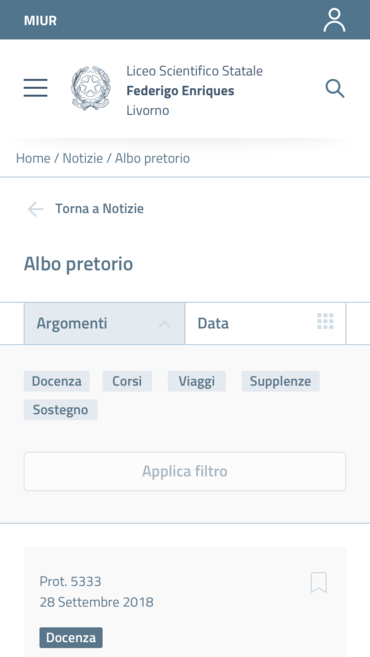 MIUR
Liceo Scientifico Statale
Federigo Enriques
Livorno
Home / Notizie / Albo pretorio
Torna a Notizie
Albo pretorio
Argomenti Data
Docenza Corsi Viaggi Supplenze
Sostegno
Applica filtro
Prot. 5333
28 Settembre 2018
Docenza